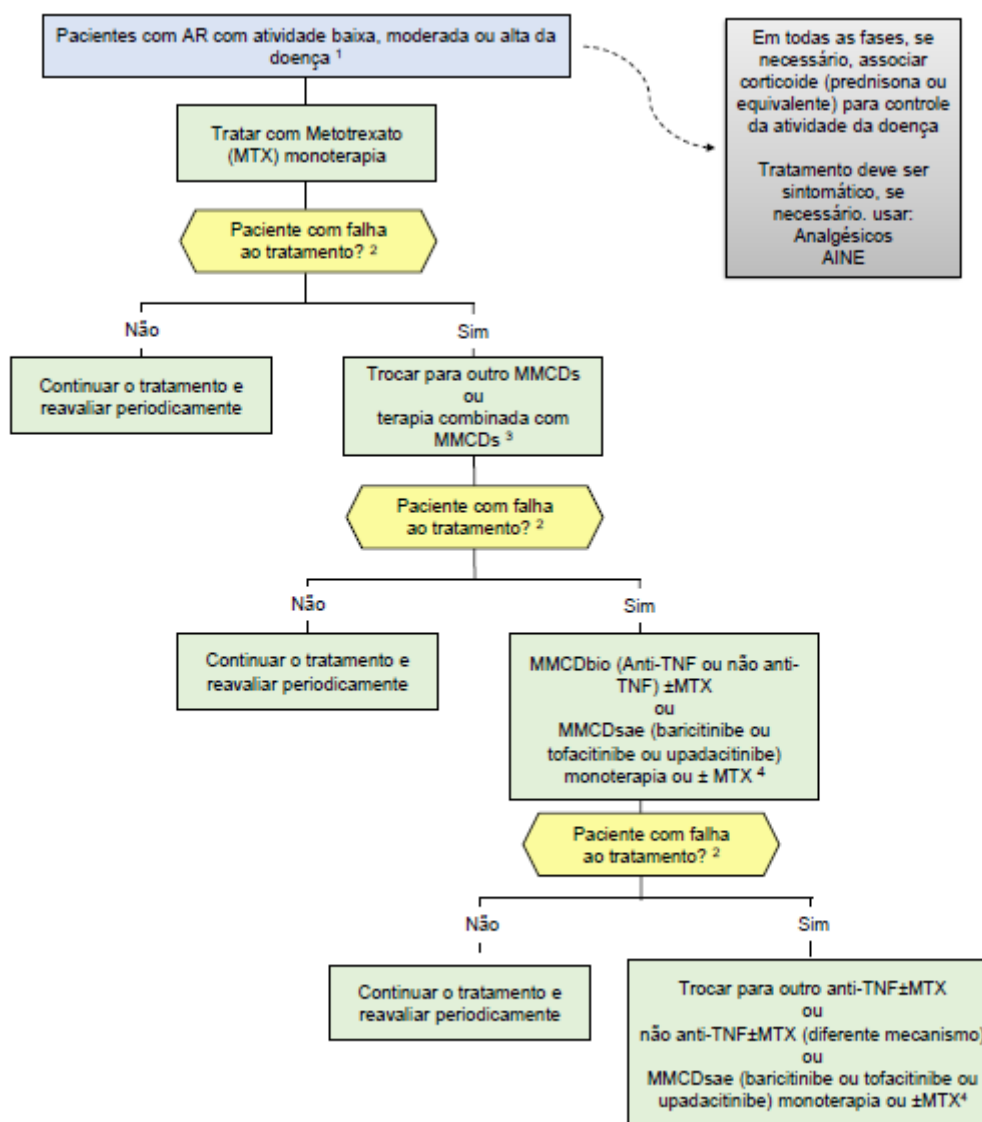 Pacientes com AR com atividade baixa, moderada ou alta da
doença ¹
Em todas as fases, se
necessário, associar
corticoide (prednisona ou
equivalente) para controle
da atividade da doença
Tratamento deve ser
sintomático, se
necessário. usar:
Analgésicos
AINE
Tratar com Metotrexato
(MTX) monoterapia
Paciente com falha
ao tratamento? ²
Não
Sim
Continuar o tratamento e
reavaliar periodicamente
Trocar para outro MMCDs
ou
terapia combinada com
MMCDs ³
Paciente com falha
ao tratamento? ²
Não
Sim
Continuar o tratamento e
reavaliar periodicamente
MMCDbio (Anti-TNF ou não anti-
TNF) ±MTX
ou
MMCDsae (baricitinibe ou
tofacitinibe ou upadacitinibe)
monoterapia ou ± MTX ⁴
Paciente com falha
ao tratamento? ²
Não
Sim
Continuar o tratamento e
reavaliar periodicamente
Trocar para outro anti-TNF±MTX
ou
não anti-TNF±MTX (diferente mecanismo)
ou
MMCDsae (baricitinibe ou tofacitinibe ou
upadacitinibe) monoterapia ou ±MTX⁴